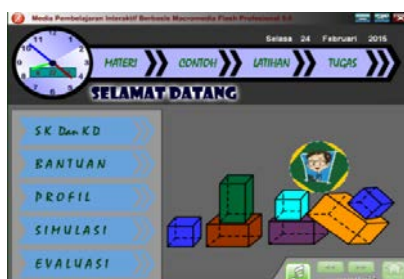 Media Pembelajaran Interaktif Berbasis Macromedia Flash Profesional 8.0
Selasa 24 Februari 2015
MATERI CONTOH LATIHAN TUGAS
SELAMAT DATANG
SK Dan KD
BANTUAN
PROFIL
SIMULASI
EVALUASI